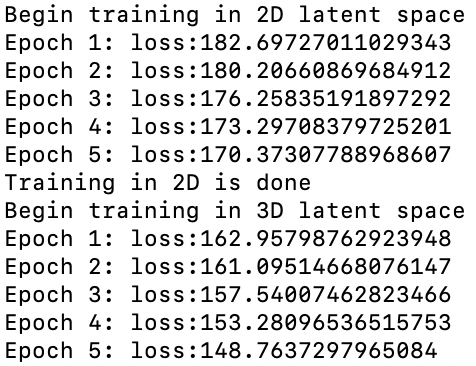 Begin training in 2D latent space
Epoch 1: loss:182.69727011029343
Epoch 2: loss:180.20660869684912
Epoch 3: loss:176.25835191897292
Epoch 4: loss:173.29708379725201
Epoch 5: loss:170.37307788968607
Training in 2D is done
Begin training in 3D latent space
Epoch 1: loss:162.95798762923948
Epoch 2: loss:161.09514668076147
Epoch 3: loss:157.54007462823466
Epoch 4: loss:153.28096536515753
Epoch 5: loss:148.7637297965084